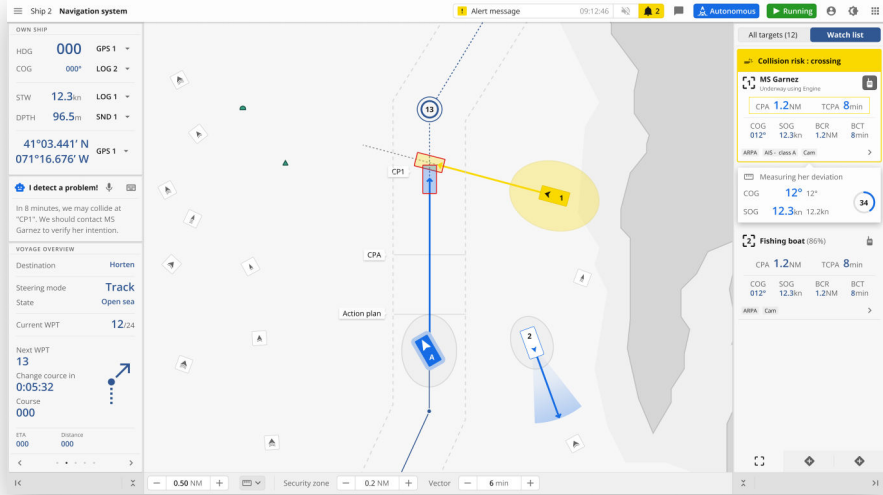 Ship 2 Navigation system
! Alert message 09:12:46
2
Autonomous
Running
OWN SHIP
HDG 000 GPS 1
COG 000° LOG 2
STW 12.3kn LOG 1
DPTH 96.5m SND 1
41°03.441' N
071°16.676' W
GPS 1
I detect a problem!
In 8 minutes, we may collide at
"CP1". We should contact MS
Garnez to verify her intention.
VOYAGE OVERVIEW
Destination Horten
Steering mode Track
State Open sea
Current WPT 12/24
Next WPT
13
Change cource in
0:05:32
Course
000
ETA Distance
000 000
13
CP1
1
CPA
Action plan
A
2
0.50 NM
Security zone
0.2 NM
Vector
6 min
All targets (12) Watch list
Collision risk : crossing
1 MS Garnez
Underway using Engine
CPA 1.2NM TCPA 8min
COG SOG BCR BCT
012° 12.3kn 1.2NM 8min
ARPA AIS - class A Cam
Measuring her deviation
COG 12° 12°
SOG 12.3kn 12.2kn
34
2 Fishing boat (86%)
CPA 1.2NM TCPA 8min
COG SOG BCR BCT
012° 12.3kn 1.2NM 8min
ARPA Cam